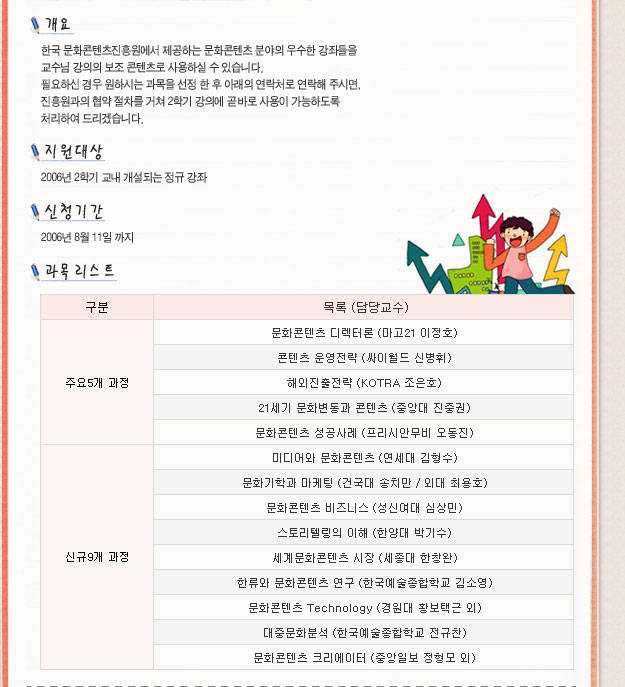 개요
한국 문화콘텐츠진흥원에서 제공하는 문화콘텐츠 분야의 우수한 강좌들을
교수님 강의의 보조 콘텐츠로 사용하실 수 있습니다.
필요하신 경우 원하시는 과목을 선정 한 후 아래의 연락처로 연락해 주시면,
진흥원과의 협약 절차를 거쳐 2학기 강의에 곧바로 사용이 가능하도록
처리하여 드리겠습니다.
지원대상
2006년 2학기 교내 개설되는 정규 강좌
신청기간
2006년 8월 11일 까지
과목리스트
구분 목록 (담당교수)
주요5개 과정
문화콘텐츠 디렉터론 (마고21 이정호)
콘텐츠 운영전략 (싸이월드 신병휘)
해외진출전략 (KOTRA 조은호)
21세기 문화변동과 콘텐츠 (중앙대 진중권)
문화콘텐츠 성공사례 (프리시안무비 오동진)
신규9개 과정
미디어와 문화콘텐츠 (연세대 김형수)
문화기학과 마케팅 (건국대 송치만 / 외대 최용호)
문화콘텐츠 비즈니스 (성신여대 심상민)
스토리텔링의 이해 (한양대 박기수)
세계문화콘텐츠 시장 (세종대 한창완)
한류와 문화콘텐츠 연구 (한국예술종합학교 김소영)
문화콘텐츠 Technology (경원대 황보택근 외)
대중문화분석 (한국예술종합학교 전규찬)
문화콘텐츠 크리에이터 (중앙일보 정형모 외)